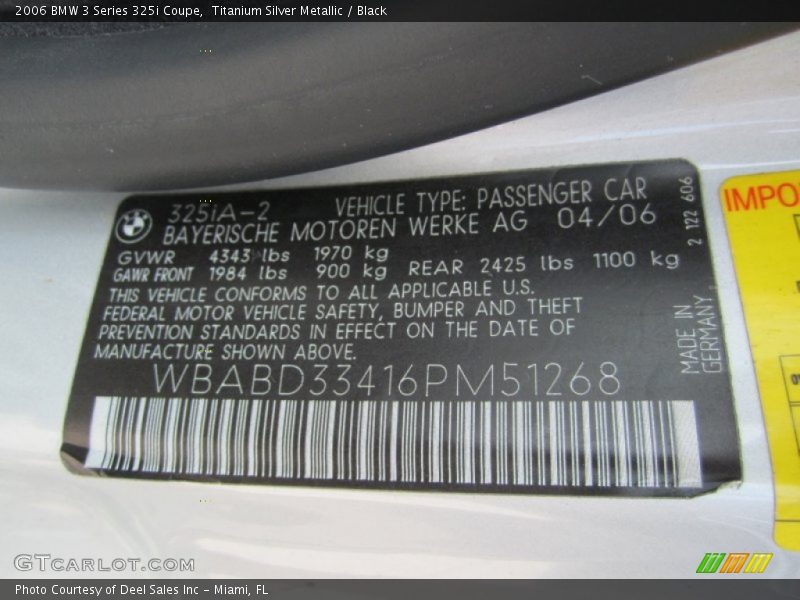 2006 BMW 3 Series 325i Coupe, Titanium Silver Metallic / Black
325iA-2 VEHICLE TYPE: PASSENGER CAR
BAYERISCHE MOTOREN WERKE AG 04/06
GVWR 4343 lbs 1970 kg
GAWR FRONT 1984 lbs 900 kg REAR 2425 lbs 1100 kg
THIS VEHICLE CONFORMS TO ALL APPLICABLE U.S.
FEDERAL MOTOR VEHICLE SAFETY, BUMPER AND THEFT
PREVENTION STANDARDS IN EFFECT ON THE DATE OF
MANUFACTURE SHOWN ABOVE.
WBABD33416PM51268
2 122 606
MADE IN
GERMANY
IMPO
GTCARLOT.COM
Photo Courtesy of Deel Sales Inc - Miami, FL